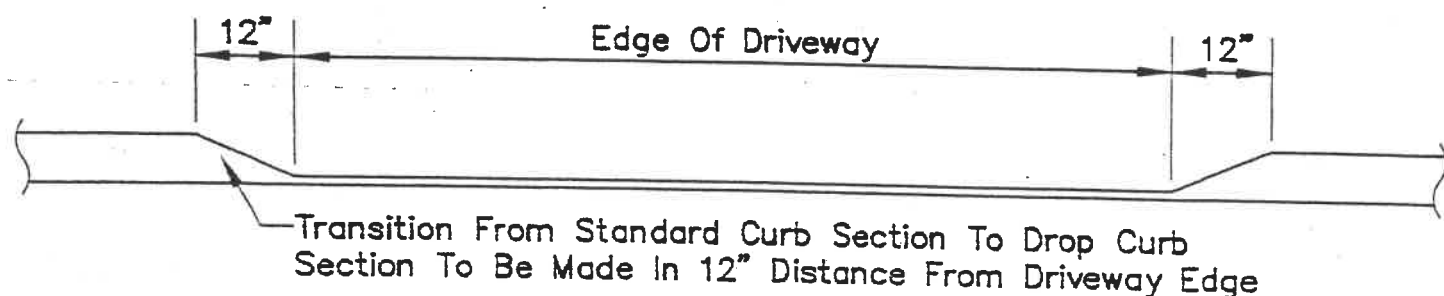 12" Edge Of Driveway 12"
Transition From Standard Curb Section To Drop Curb
Section To Be Made In 12" Distance From Driveway Edge